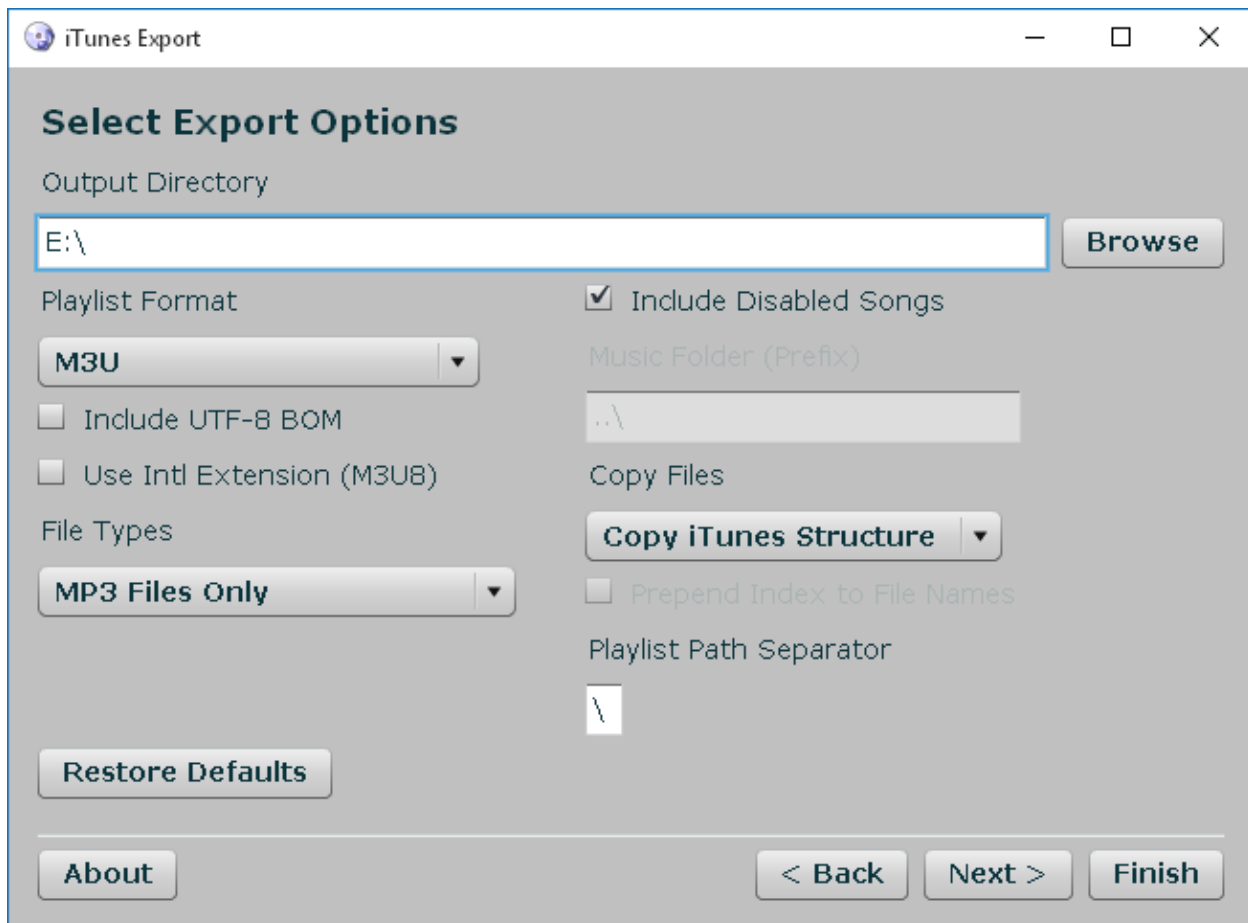 iTunes Export
Select Export Options
Output Directory
E:\
Browse
Playlist Format
M3U
Include UTF-8 BOM
Use Intl Extension (M3U8)
File Types
MP3 Files Only
Include Disabled Songs
Music Folder (Prefix)
..\
Copy Files
Copy iTunes Structure
Prepend Index to File Names
Playlist Path Separator
\
Restore Defaults
About
< Back
Next >
Finish